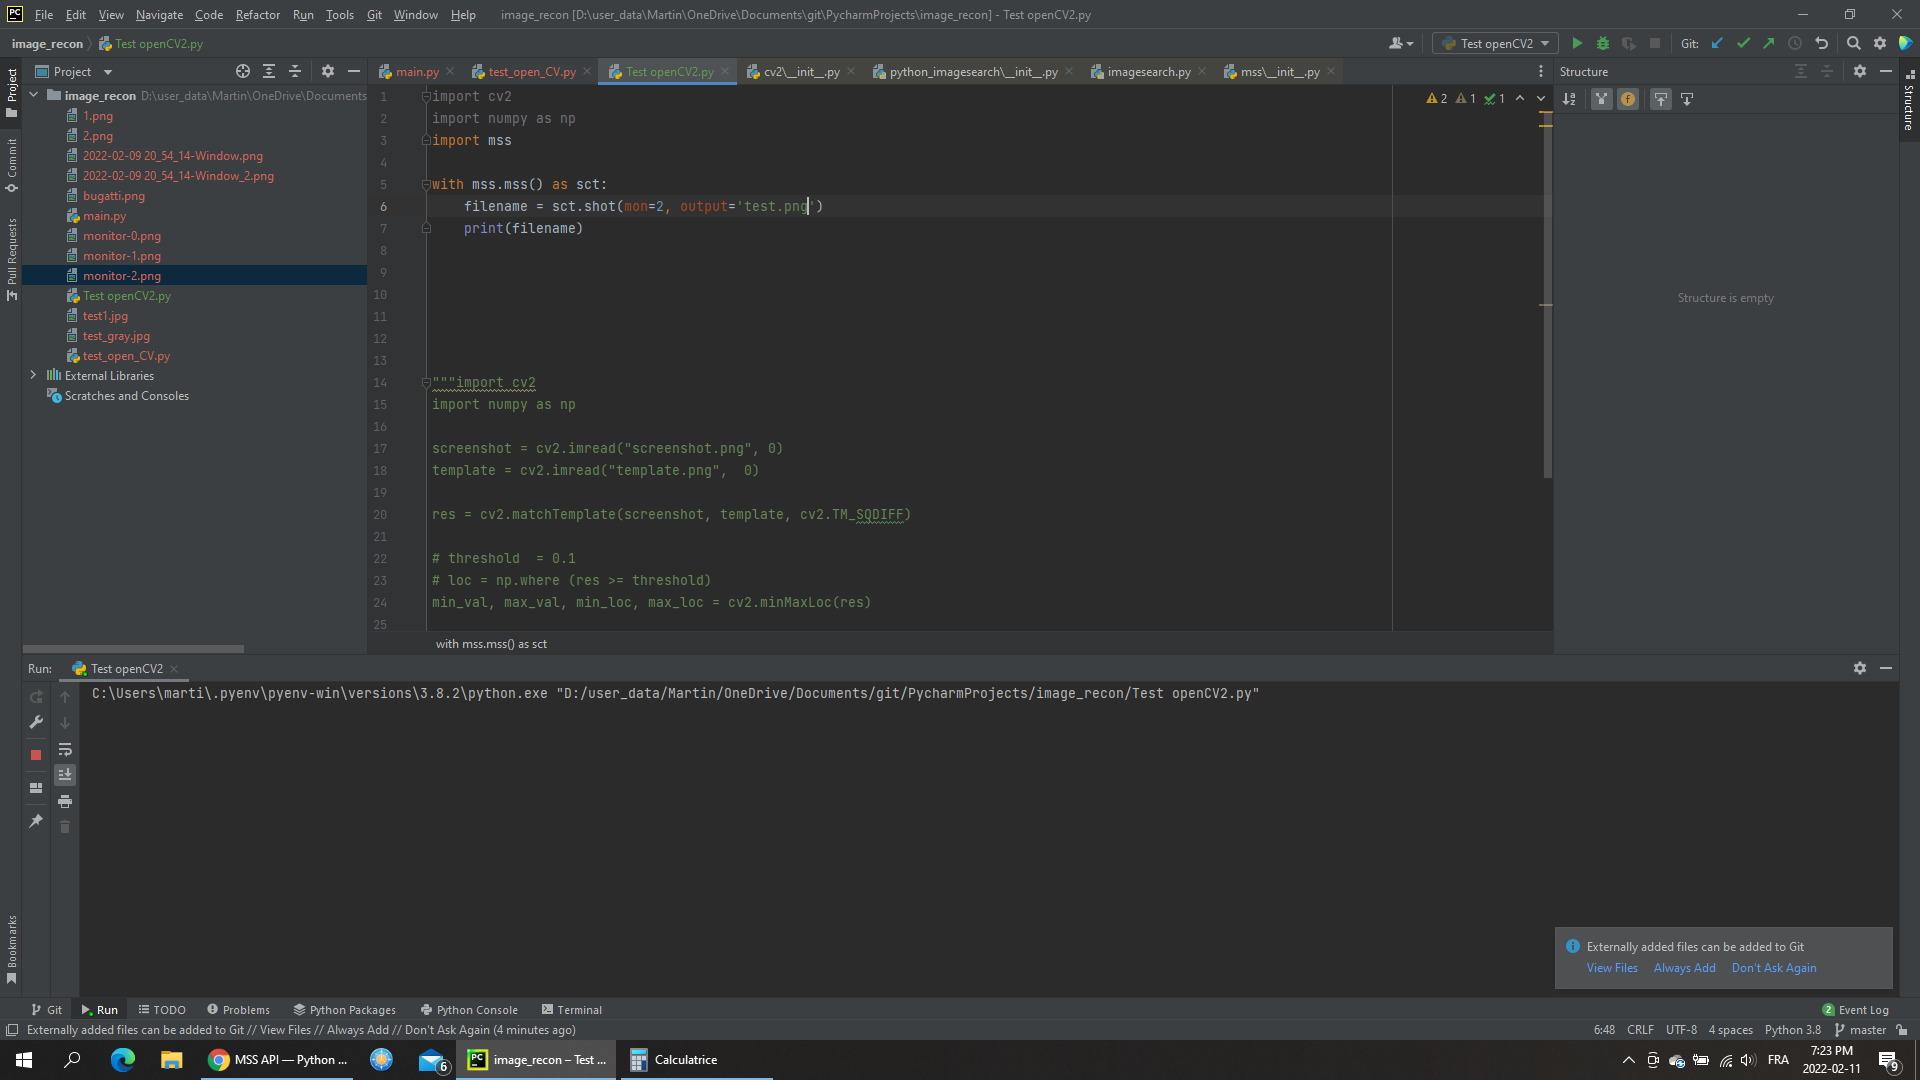 PC File Edit View Navigate Code Refactor Run Tools Git Window Help image_recon [D:\user_data\Martin\OneDrive\Documents\git\PycharmProjects\image_recon] - Test openCV2.py
image_recon Test openCV2.py Test openCV2 Git:
Project main.py test_open_CV.py Test openCV2.py cv2\__init__.py python_imagesearch\__init__.py imagesearch.py mss\__init__.py Structure
Project
Commit
Pull Requests
Bookmarks
Structure
image_recon D:\user_data\Martin\OneDrive\Documents
1.png
2.png
2022-02-09 20_54_14-Window.png
2022-02-09 20_54_14-Window_2.png
bugatti.png
main.py
monitor-0.png
monitor-1.png
monitor-2.png
Test openCV2.py
test1.jpg
test_gray.jpg
test_open_CV.py
External Libraries
Scratches and Consoles
2 1 1
1 import cv2
2 import numpy as np
3 import mss
4
5 with mss.mss() as sct:
6 filename = sct.shot(mon=2, output='test.png')
7 print(filename)
8
9
10
11
12
13
14 """import cv2
15 import numpy as np
16
17 screenshot = cv2.imread("screenshot.png", 0)
18 template = cv2.imread("template.png",  0)
19
20 res = cv2.matchTemplate(screenshot, template, cv2.TM_SQDIFF)
21
22 # threshold  = 0.1
23 # loc = np.where (res >= threshold)
24 min_val, max_val, min_loc, max_loc = cv2.minMaxLoc(res)
25
with mss.mss() as sct
Structure is empty
Run: Test openCV2
C:\Users\marti\.pyenv\pyenv-win\versions\3.8.2\python.exe "D:/user_data/Martin/OneDrive/Documents/git/PycharmProjects/image_recon/Test openCV2.py"
Externally added files can be added to Git
View Files Always Add Don't Ask Again
Git Run TODO Problems Python Packages Python Console Terminal 2 Event Log
Externally added files can be added to Git // View Files // Always Add // Don't Ask Again (4 minutes ago) 6:48 CRLF UTF-8 4 spaces Python 3.8 master
MSS API — Python ... 6 PC image_recon – Test ... Calculatrice FRA 7:23 PM
2022-02-11 9